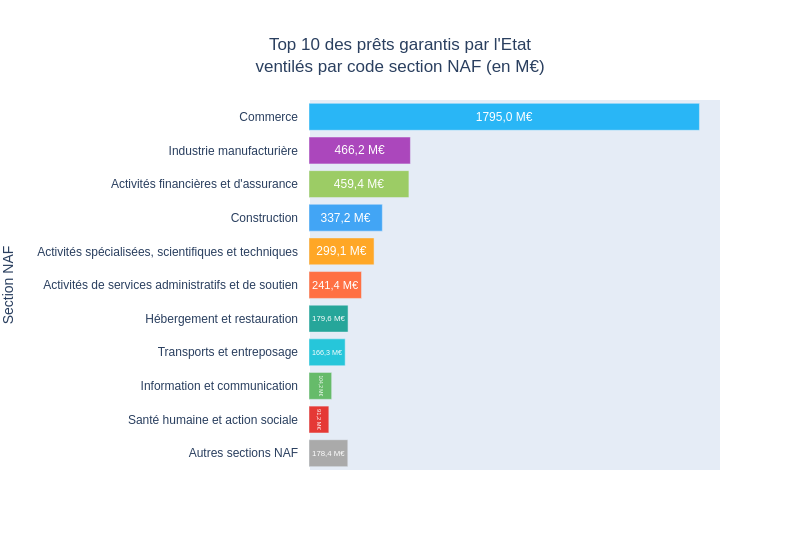 Top 10 des prêts garantis par l'Etat
ventilés par code section NAF (en M€)
Section NAF
Commerce 1795,0 M€
Industrie manufacturière 466,2 M€
Activités financières et d'assurance 459,4 M€
Construction 337,2 M€
Activités spécialisées, scientifiques et techniques 299,1 M€
Activités de services administratifs et de soutien 241,4 M€
Hébergement et restauration 179,6 M€
Transports et entreposage 166,3 M€
Information et communication M€
Santé humaine et action sociale 91,2 M€
Autres sections NAF 178,4 M€